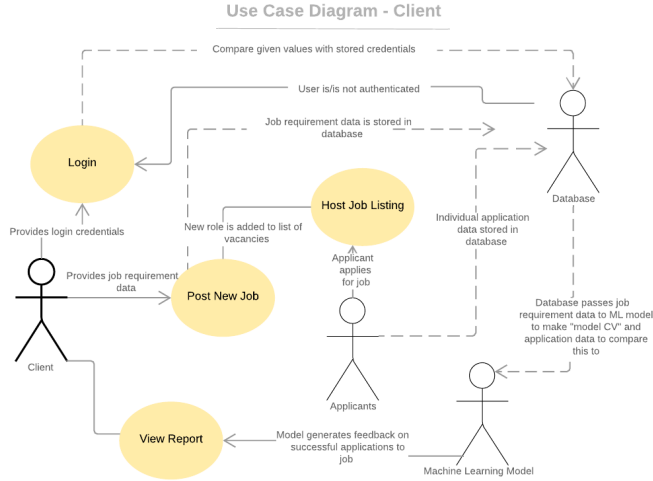 Use Case Diagram - Client
Compare given values with stored credentials
User is/is not authenticated
Job requirement data is stored in
database
Login
Database
Host Job Listing
Individual application
data stored in
database
Provides login credentials
New role is added to list of
vacancies
Applicant
applies
for job
Provides job requirement
data
Post New Job
Database passes job
requirement data to ML model
to make "model CV" and
application data to compare
this to
Client
Applicants
View Report
Model generates feedback on
successful applications to
job
Machine Learning Model